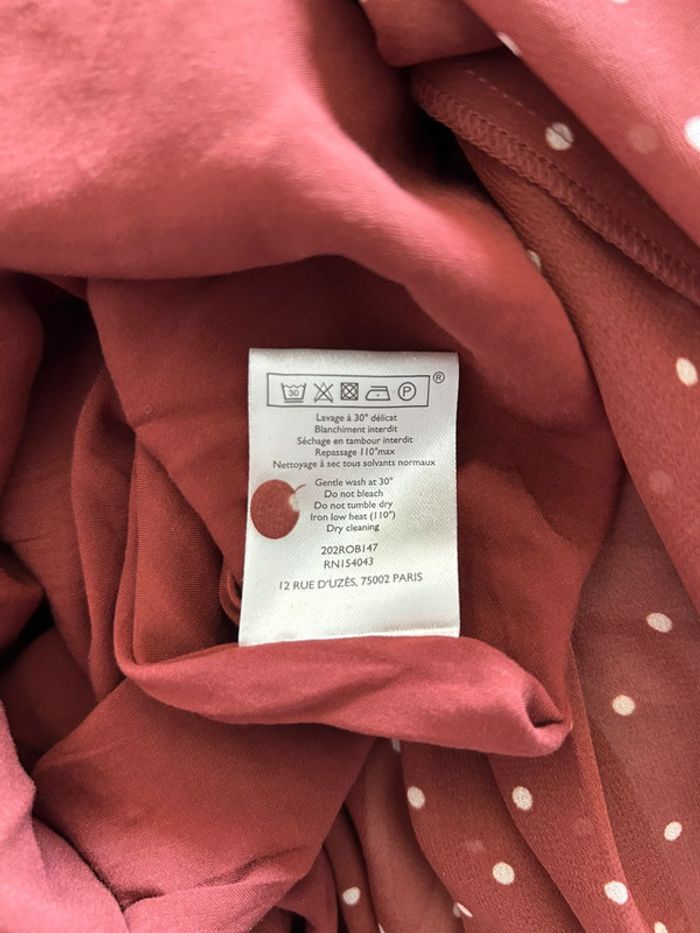 30 P ®
Lavage à 30° délicat
Blanchiment interdit
Séchage en tambour interdit
Repassage 110°max
Nettoyage à sec tous solvants normaux
Gentle wash at 30°
Do not bleach
Do not tumble dry
Iron low heat (110°)
Dry cleaning
202ROB147
RN154043
12 RUE D'UZÈS, 75002 PARIS